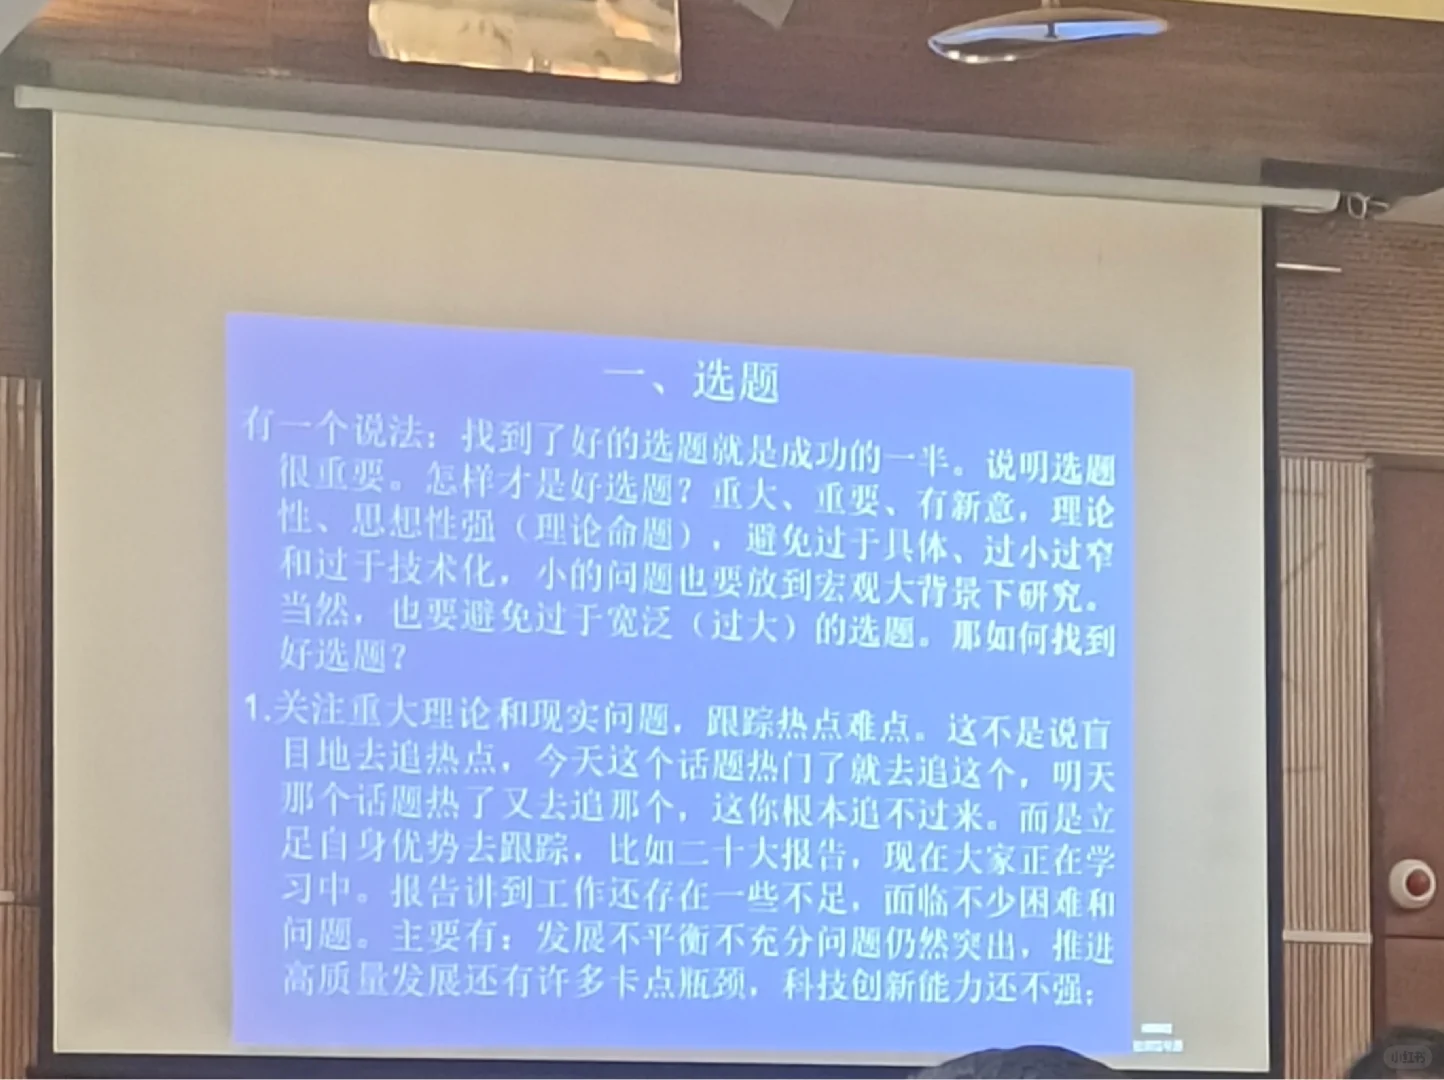 一、选题
有一个说法：找到了好的选题就是成功的一半。说明选题
很重要。怎样才是好选题？重大、重要、有新意，理论
性、思想性强（理论命题），避免过于具体、过小过窄
和过于技术化，小的问题也要放到宏观大背景下研究。
当然，也要避免过于宽泛（过大）的选题。那如何找到
好选题？
1.关注重大理论和现实问题，跟踪热点难点。这不是说盲
目地去追热点，今天这个话题热门了就去追这个，明天
那个话题热了又去追那个，这你根本追不过来。而是立
足自身优势去跟踪，比如二十大报告，现在大家正在学
习中。报告讲到工作还存在一些不足，面临不少困难和
问题。主要有：发展不平衡不充分问题仍然突出，推进
高质量发展还有许多卡点瓶颈，科技创新能力还不强；
小红书